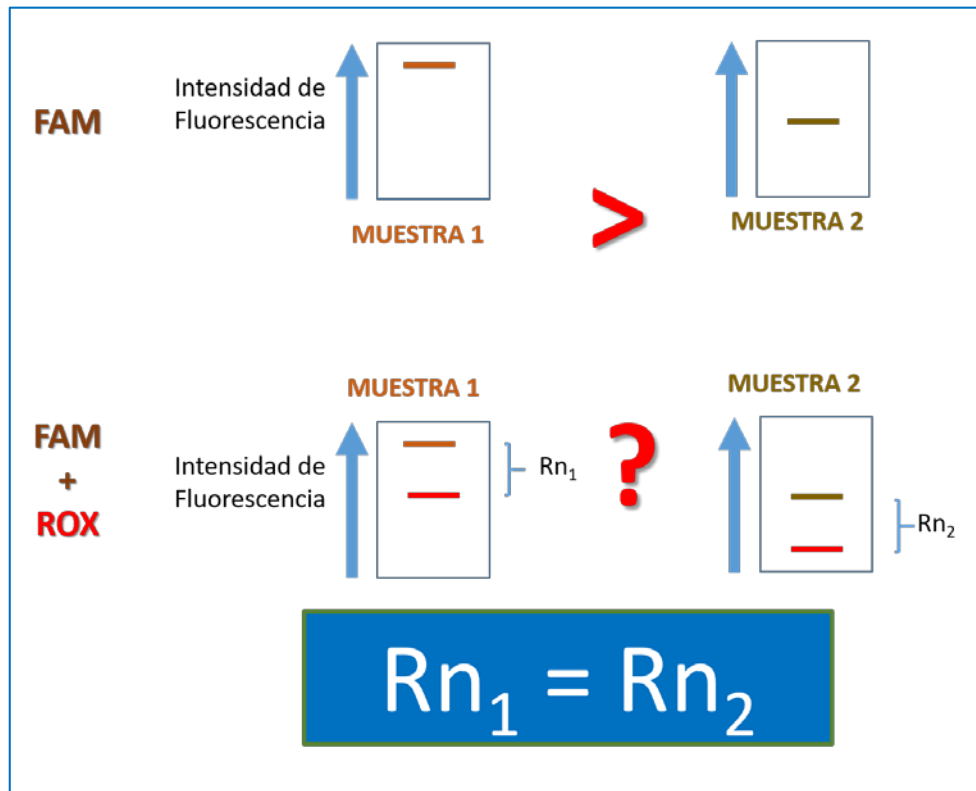 FAM
Intensidad de
Fluorescencia
MUESTRA 1
>
MUESTRA 2
FAM
+
ROX
Intensidad de
Fluorescencia
MUESTRA 1
Rn₁
?
MUESTRA 2
Rn₂
Rn₁ = Rn₂